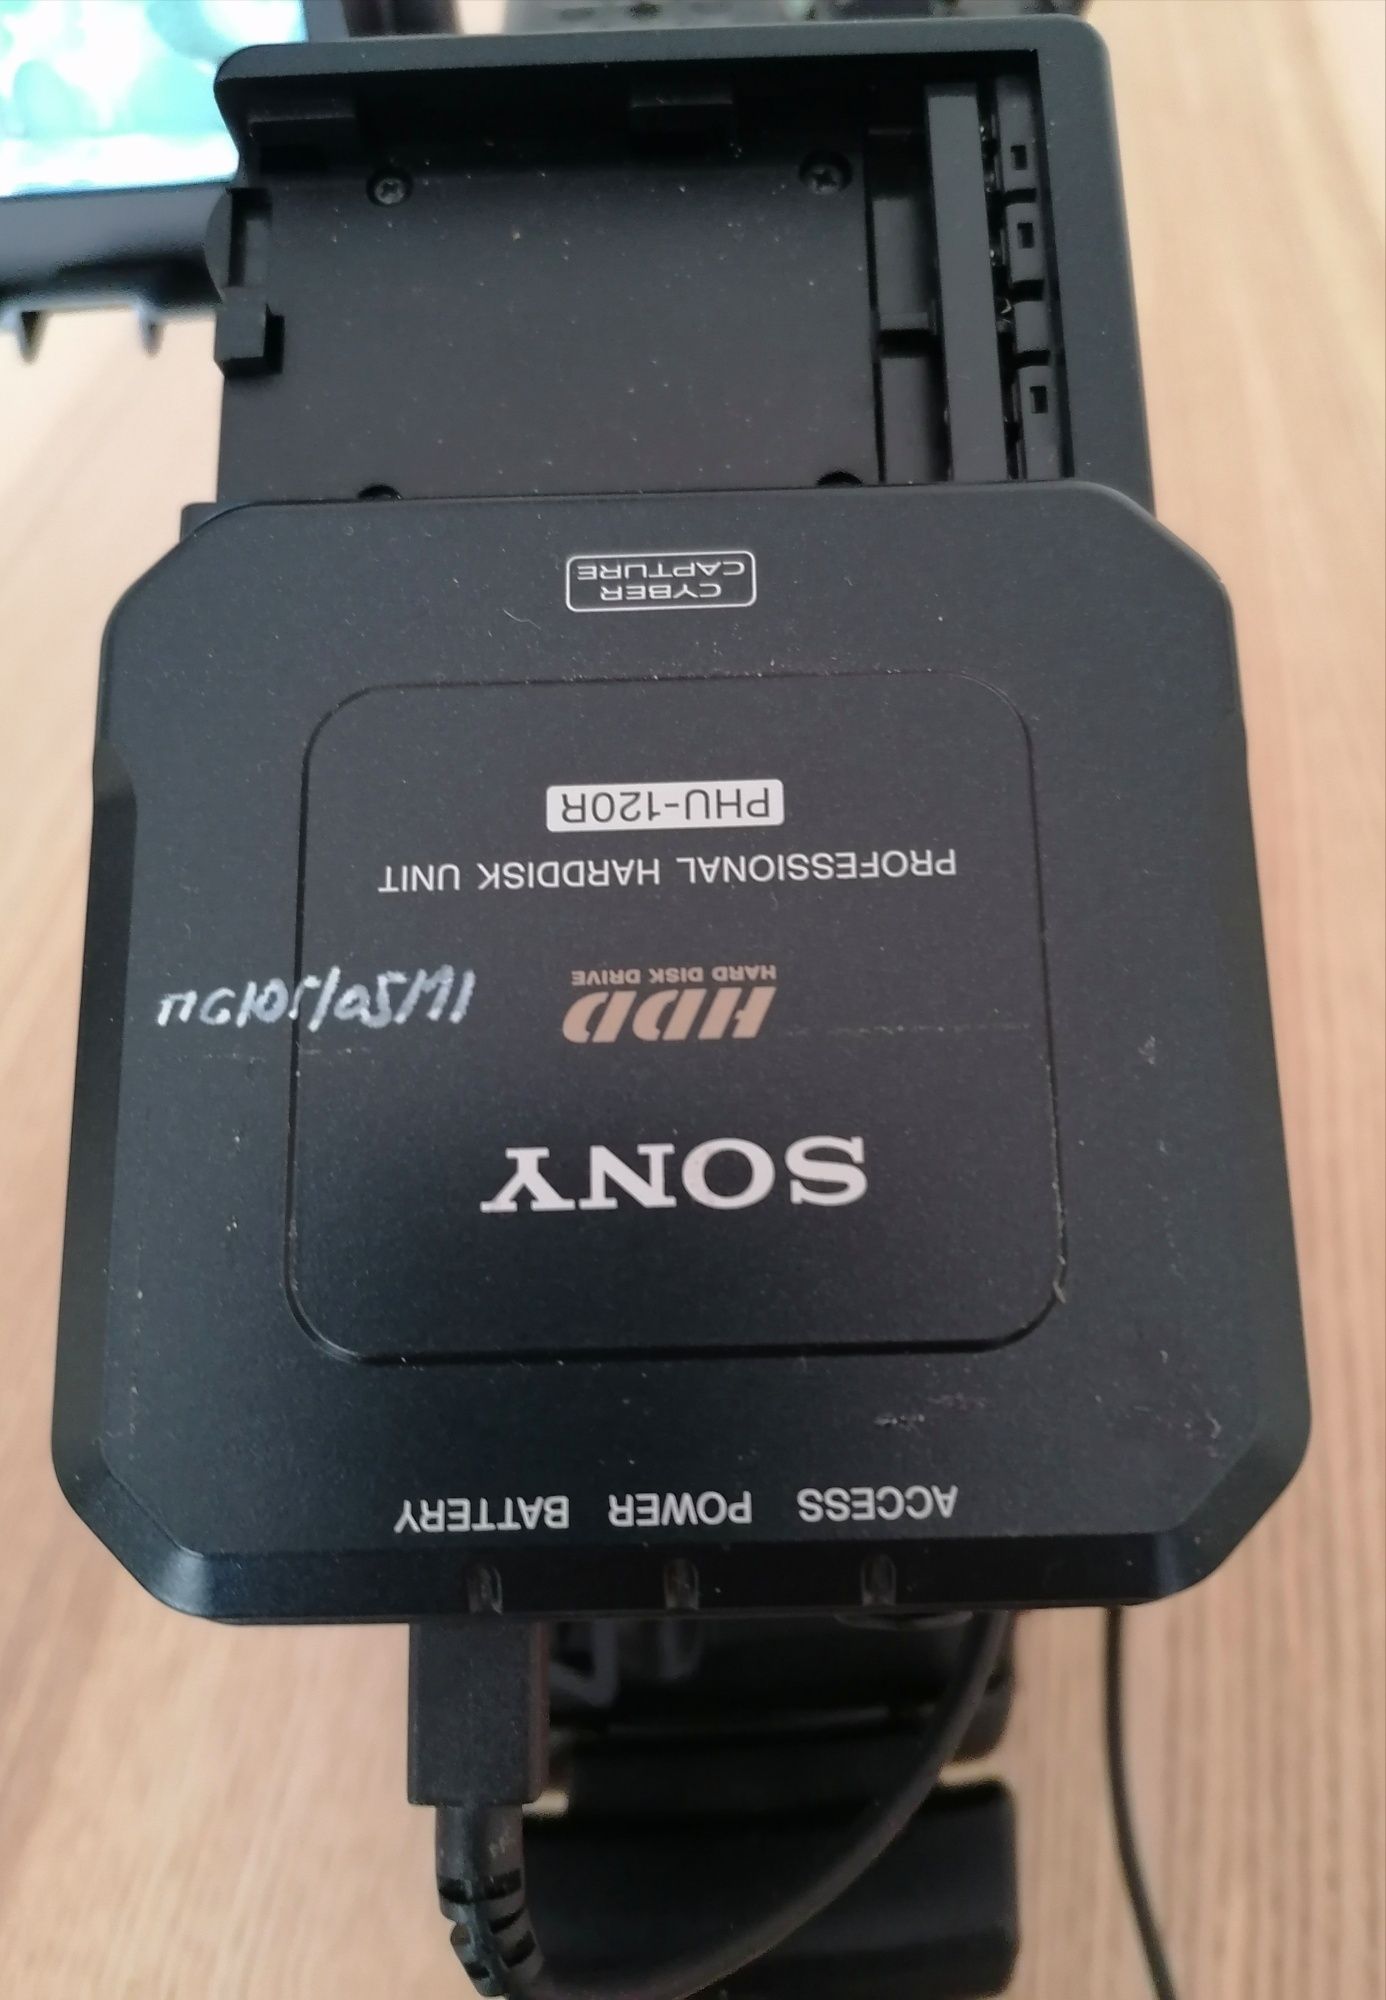 ACCESS POWER BATTERY
SONY
HDD
HARD DISK DRIVE
PROFESSIONAL HARDDISK UNIT
PHU-120R
CYBER
CAPTURE